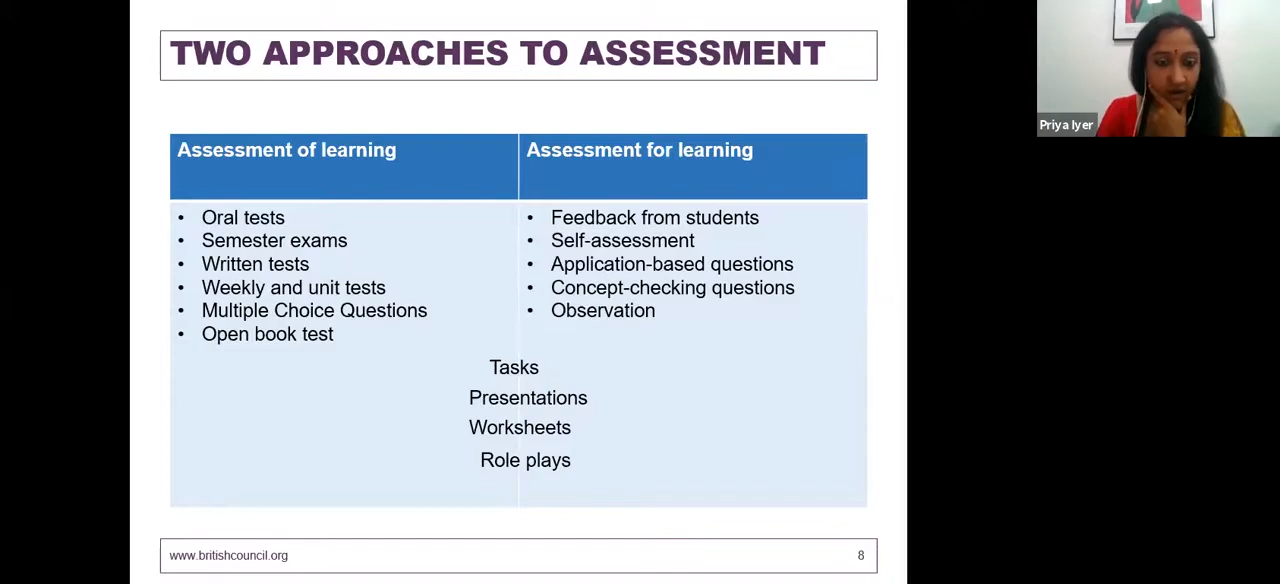 TWO APPROACHES TO ASSESSMENT
Priya Iyer
Assessment of learning
Assessment for learning
• Oral tests
• Semester exams
• Written tests
• Weekly and unit tests
• Multiple Choice Questions
• Open book test
• Feedback from students
• Self-assessment
• Application-based questions
• Concept-checking questions
• Observation
Tasks
Presentations
Worksheets
Role plays
www.britishcouncil.org
8